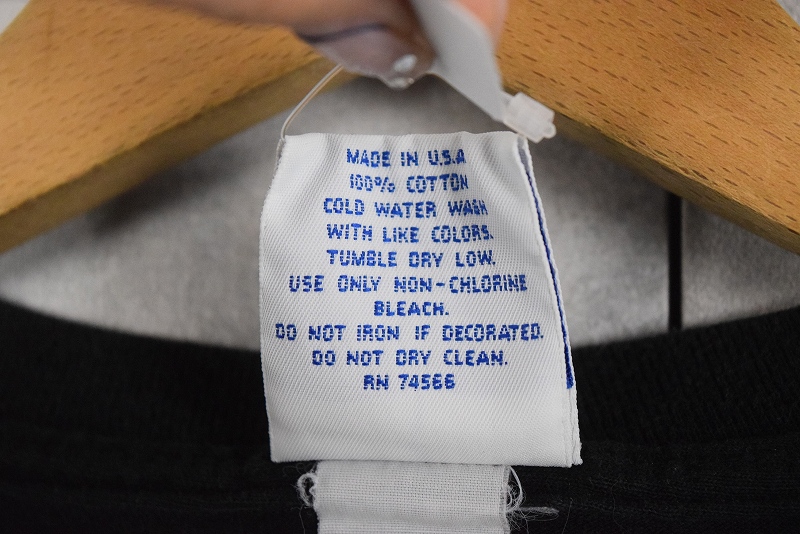 MADE IN U.S.A
100% COTTON
COLD WATER WASH
WITH LIKE COLORS.
TUMBLE DRY LOW.
USE ONLY NON-CHLORINE
BLEACH.
DO NOT IRON IF DECORATED.
DO NOT DRY CLEAN.
RN 74566